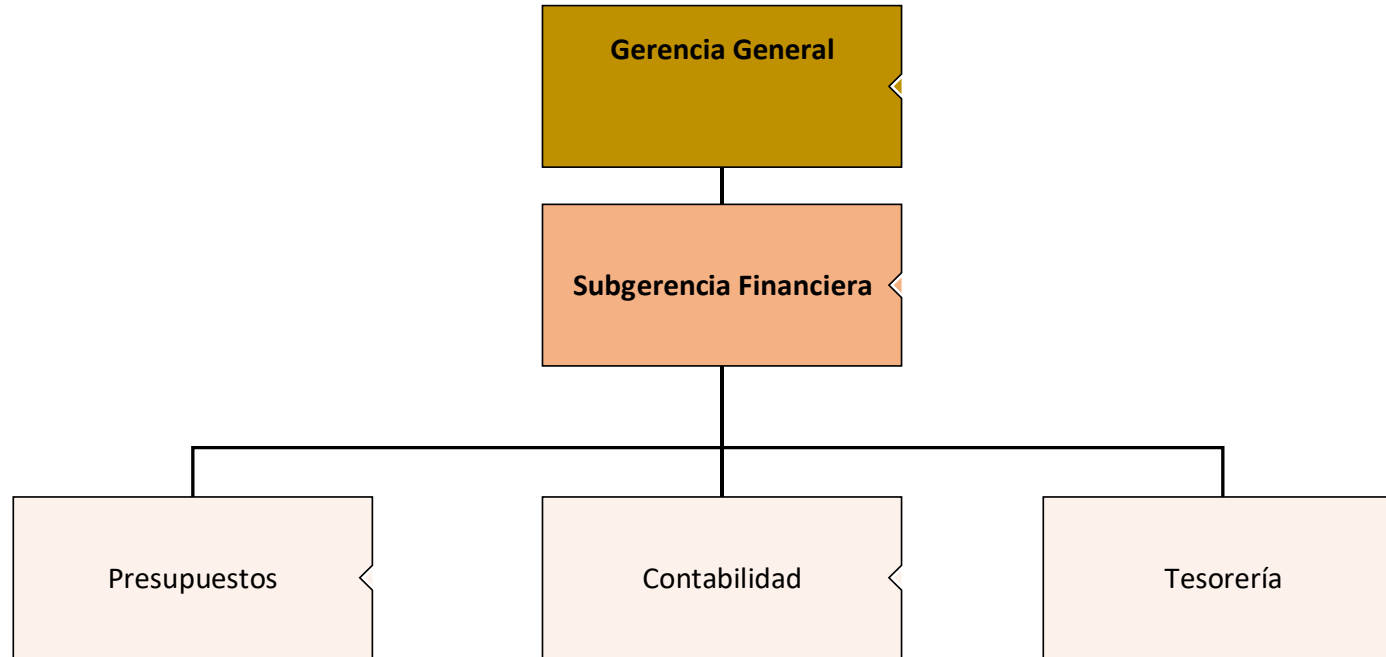 Gerencia General
Subgerencia Financiera
Presupuestos
Contabilidad
Tesorería